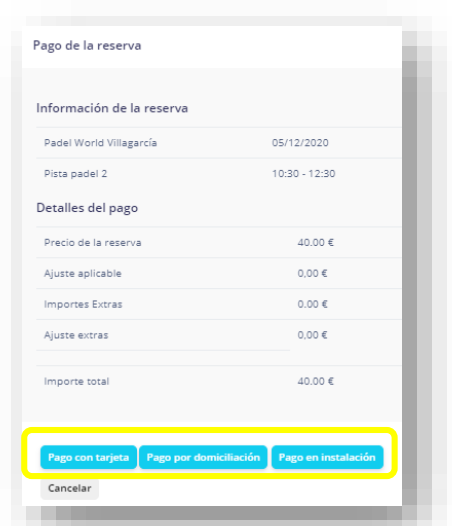 Pago de la reserva
Información de la reserva
Padel World Villagarcía 05/12/2020
Pista padel 2 10:30 - 12:30
Detalles del pago
Precio de la reserva 40.00 €
Ajuste aplicable 0,00 €
Importes Extras 0.00 €
Ajuste extras 0,00 €
Importe total 40.00 €
Pago con tarjeta Pago por domiciliación Pago en instalación
Cancelar